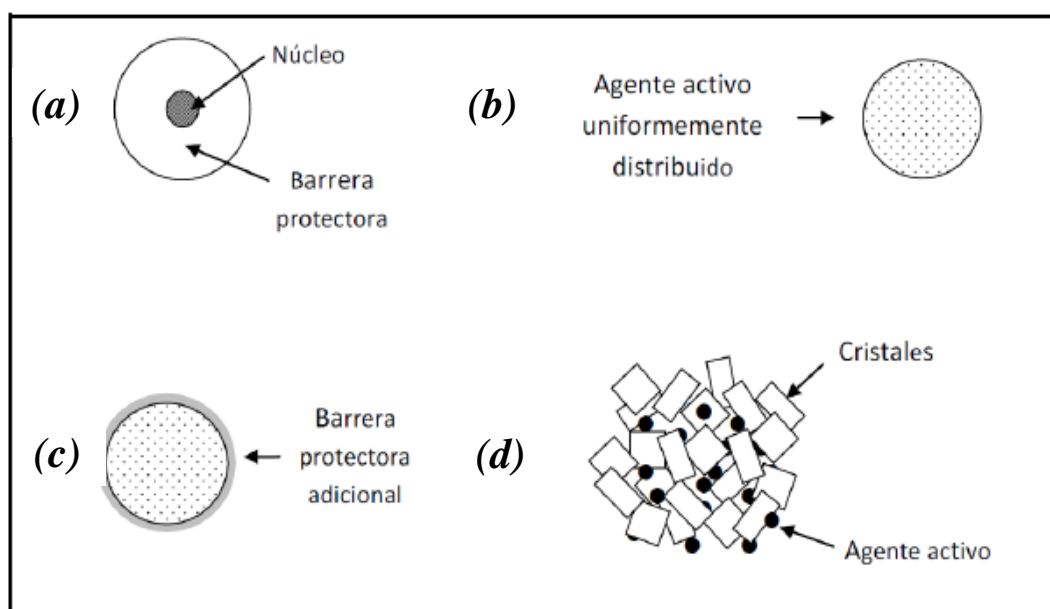 (a)
Núcleo
Barrera
protectora
(b)
Agente activo
uniformemente
distribuido
(c)
Barrera
protectora
adicional
(d)
Cristales
Agente activo